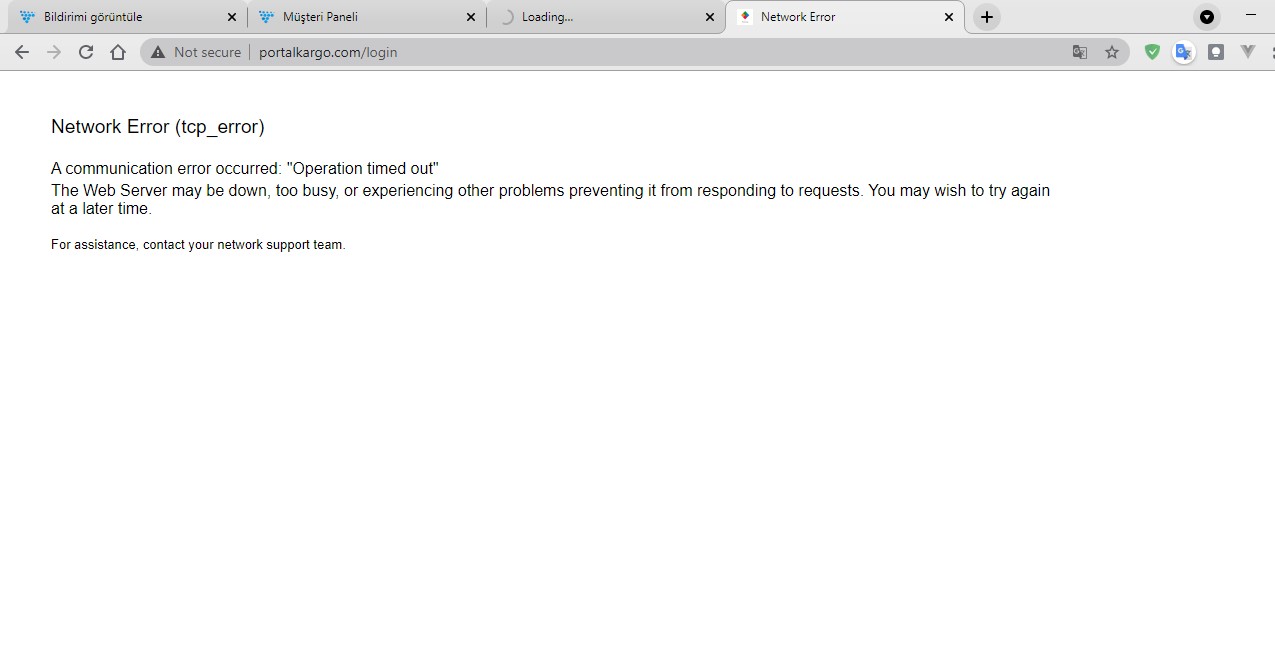 Bildirimi görüntüle
Müşteri Paneli
Loading...
Network Error
Not secure
portalkargo.com/login
Network Error (tcp_error)
A communication error occurred: "Operation timed out"
The Web Server may be down, too busy, or experiencing other problems preventing it from responding to requests. You may wish to try again
at a later time.
For assistance, contact your network support team.